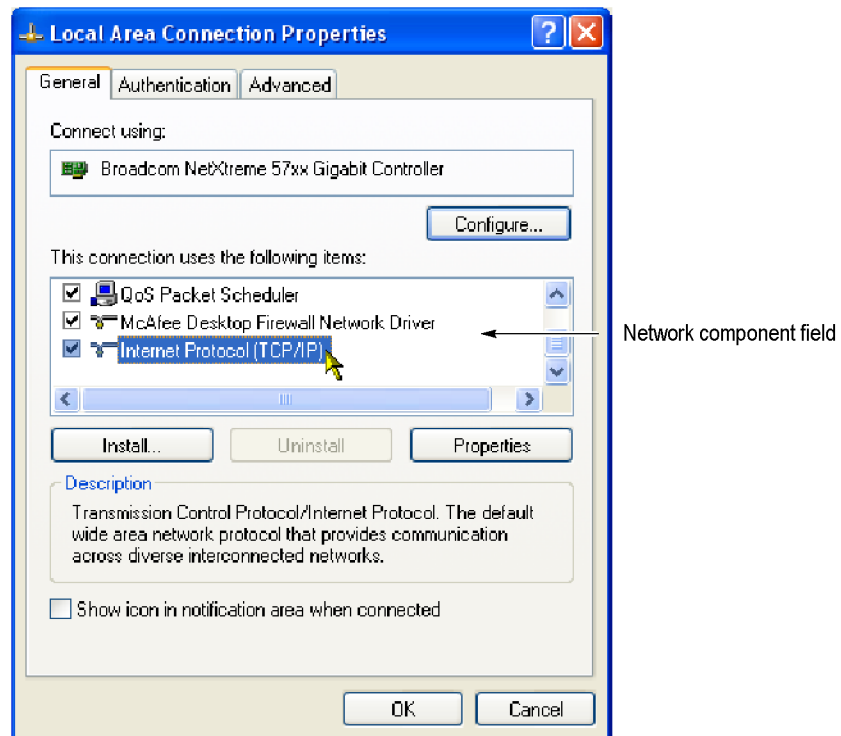 Local Area Connection Properties
General
Authentication
Advanced
Connect using:
Broadcom NetXtreme 57xx Gigabit Controller
Configure...
This connection uses the following items:
QoS Packet Scheduler
McAfee Desktop Firewall Network Driver
Internet Protocol (TCP/IP)
Network component field
Install...
Uninstall
Properties
Description
Transmission Control Protocol/Internet Protocol. The default
wide area network protocol that provides communication
across diverse interconnected networks.
Show icon in notification area when connected
OK
Cancel